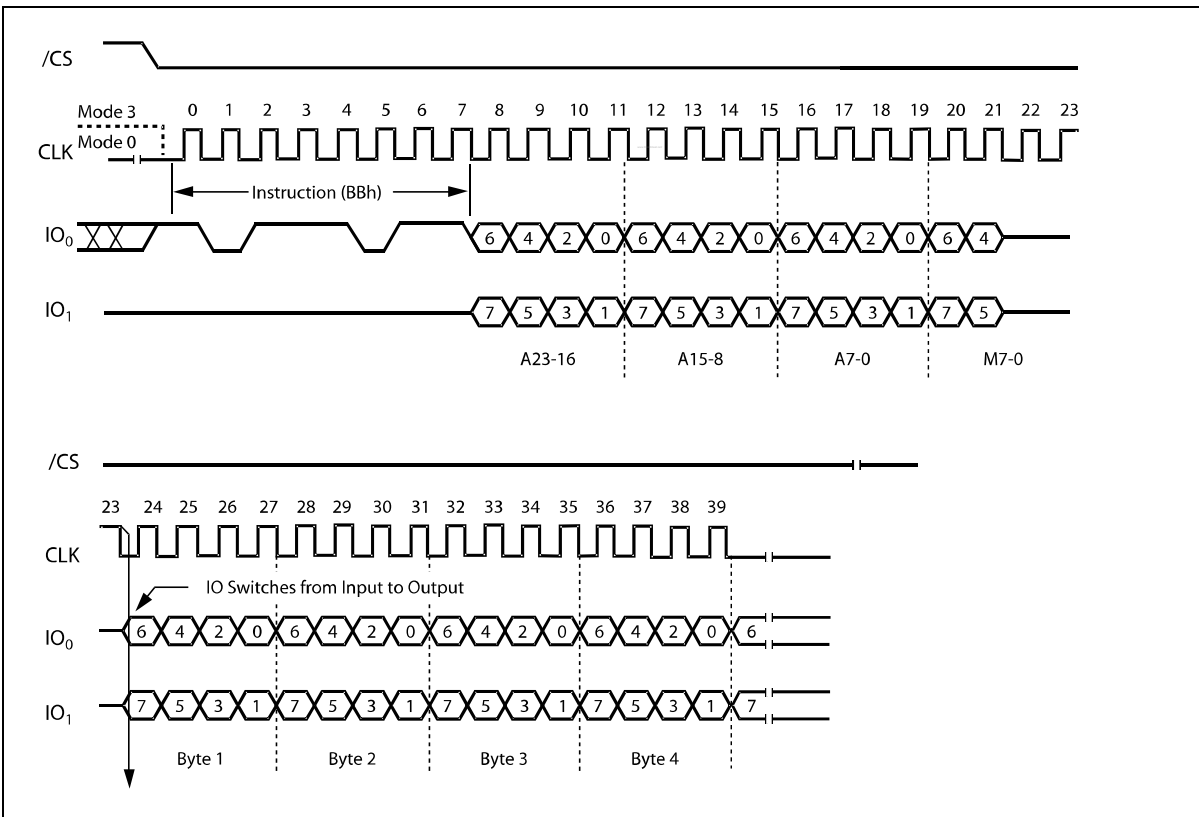 /CS
0 1 2 3 4 5 6 7 8 9 10 11 12 13 14 15 16 17 18 19 20 21 22 23
Mode 3
Mode 0
CLK
Instruction (BBh)
IO0 6 4 2 0 6 4 2 0 6 4 2 0 6 4
IO1 7 5 3 1 7 5 3 1 7 5 3 1 7 5
A23-16 A15-8 A7-0 M7-0
/CS
23 24 25 26 27 28 29 30 31 32 33 34 35 36 37 38 39
CLK
IO Switches from Input to Output
IO0 6 4 2 0 6 4 2 0 6 4 2 0 6 4 2 0 6
IO1 7 5 3 1 7 5 3 1 7 5 3 1 7 5 3 1 7
Byte 1 Byte 2 Byte 3 Byte 4